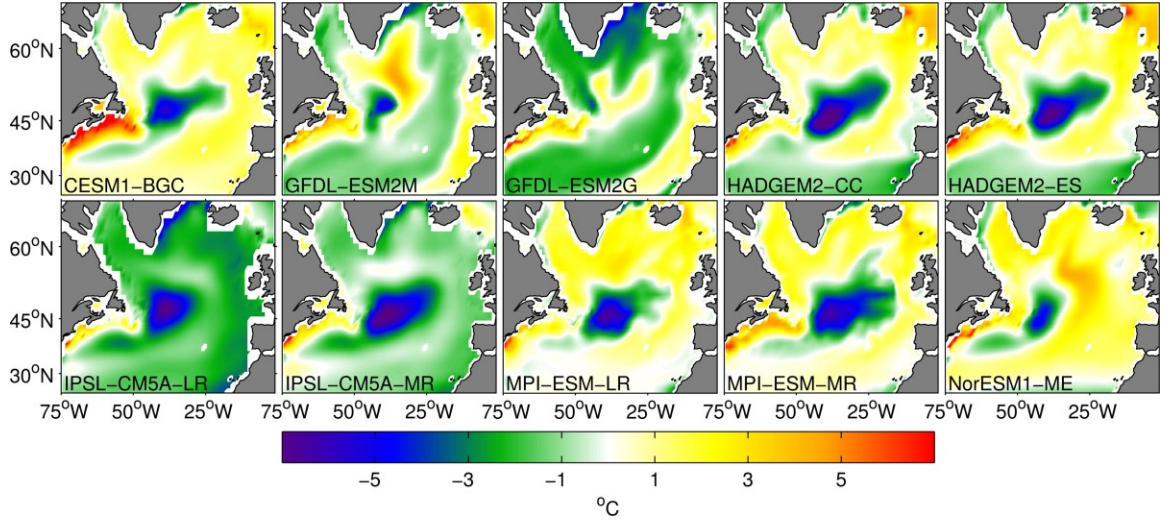 60°N
45°N
30°N
CESM1−BGC
GFDL−ESM2M
GFDL−ESM2G
HADGEM2−CC
HADGEM2−ES
60°N
45°N
30°N
IPSL−CM5A−LR
IPSL−CM5A−MR
MPI−ESM−LR
MPI−ESM−MR
NorESM1−ME
75°W 50°W 25°W 75°W 50°W 25°W 75°W 50°W 25°W 75°W 50°W 25°W 75°W 50°W 25°W
−5 −3 −1 1 3 5
°C